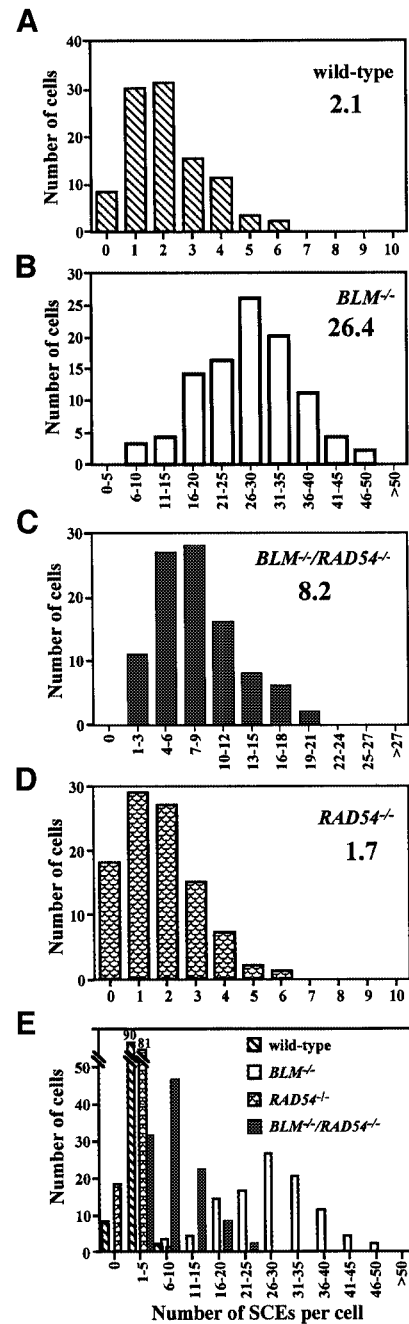 A
Number of cells
40
30
20
10
0
wild-type
2.1
0 1 2 3 4 5 6 7 8 9 10
B
Number of cells
30
25
20
15
10
5
0
BLM-/-
26.4
0-5 6-10 11-15 16-20 21-25 26-30 31-35 36-40 41-45 46-50 >50
C
Number of cells
30
20
10
0
BLM-/-/RAD54-/-
8.2
0 1-3 4-6 7-9 10-12 13-15 16-18 19-21 22-24 25-27 >27
D
Number of cells
30
20
10
0
RAD54-/-
1.7
0 1 2 3 4 5 6 7 8 9 10
E
Number of cells
50
40
30
20
10
0
90
81
wild-type
BLM-/-
RAD54-/-
BLM-/-/RAD54-/-
0 1-5 6-10 11-15 16-20 21-25 26-30 31-35 36-40 41-45 46-50 >50
Number of SCEs per cell